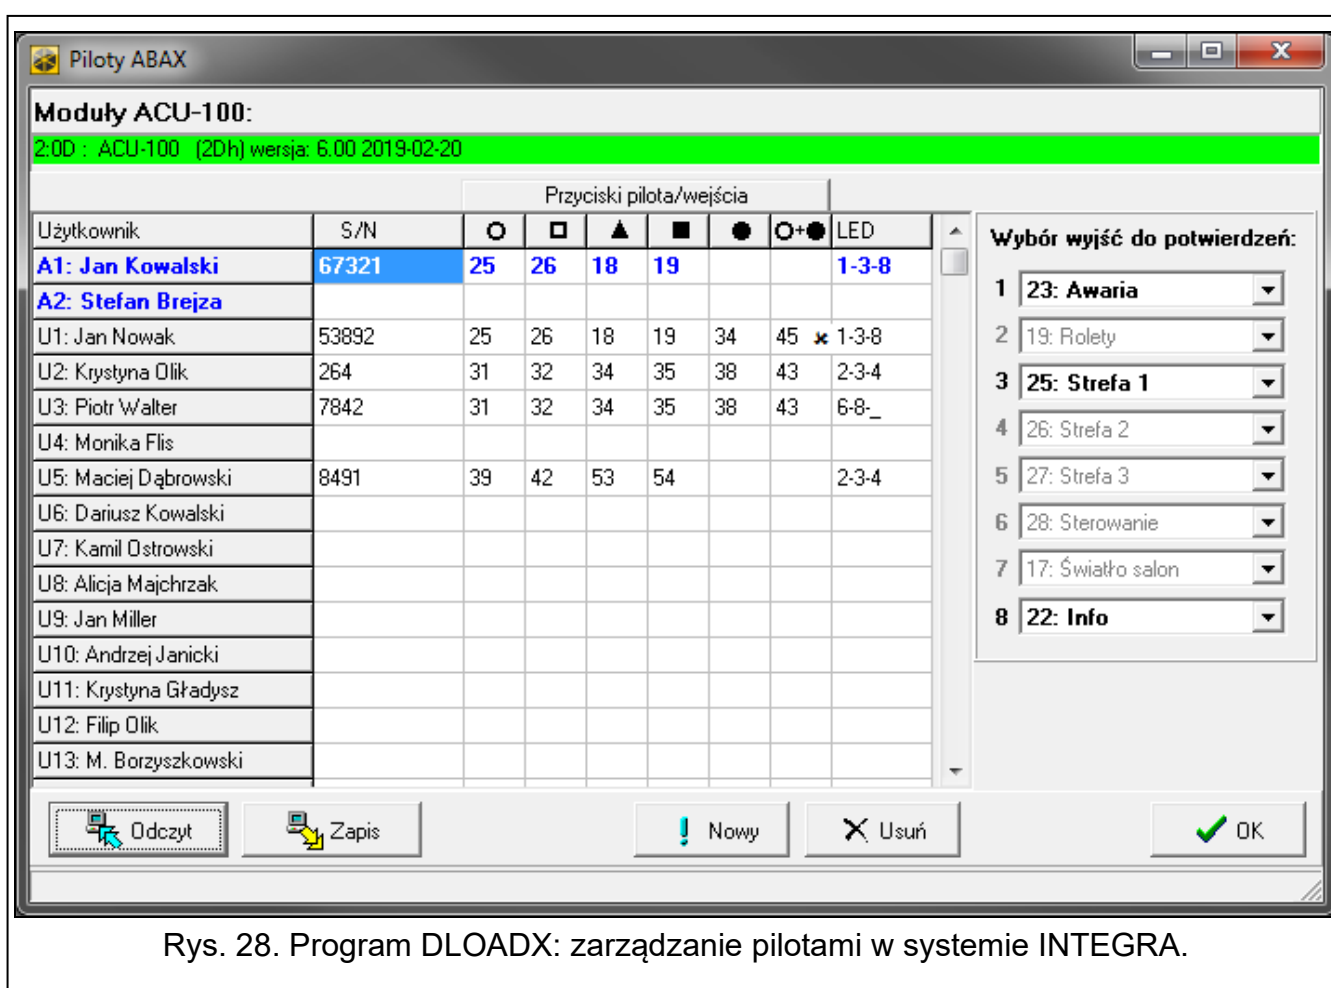 Piloty ABAX
Moduły ACU-100:
2:0D : ACU-100 (2Dh) wersja: 6.00 2019-02-20
Przyciski pilota/wejścia
Użytkownik S/N O+● LED
A1: Jan Kowalski 67321 25 26 18 19 1-3-8
A2: Stefan Brejza
U1: Jan Nowak 53892 25 26 18 19 34 45 × 1-3-8
U2: Krystyna Olik 264 31 32 34 35 38 43 2-3-4
U3: Piotr Walter 7842 31 32 34 35 38 43 6-8-_
U4: Monika Flis
U5: Maciej Dąbrowski 8491 39 42 53 54 2-3-4
U6: Dariusz Kowalski
U7: Kamil Ostrowski
U8: Alicja Majchrzak
U9: Jan Miller
U10: Andrzej Janicki
U11: Krystyna Gładysz
U12: Filip Olik
U13: M. Borzyszkowski
Wybór wyjść do potwierdzeń:
1 23: Awaria
2 19: Rolety
3 25: Strefa 1
4 26: Strefa 2
5 27: Strefa 3
6 28: Sterowanie
7 17: Światło salon
8 22: Info
Odczyt Zapis Nowy Usuń OK
Rys. 28. Program DLOADX: zarządzanie pilotami w systemie INTEGRA.